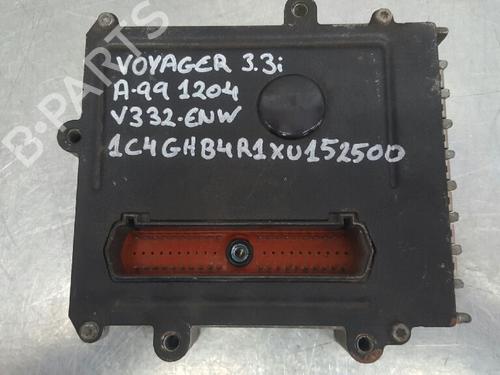 VOYAGER 3.3i
A-99 1204
V332-ENW
1C4GHB4R1XU152500
B-PARTS